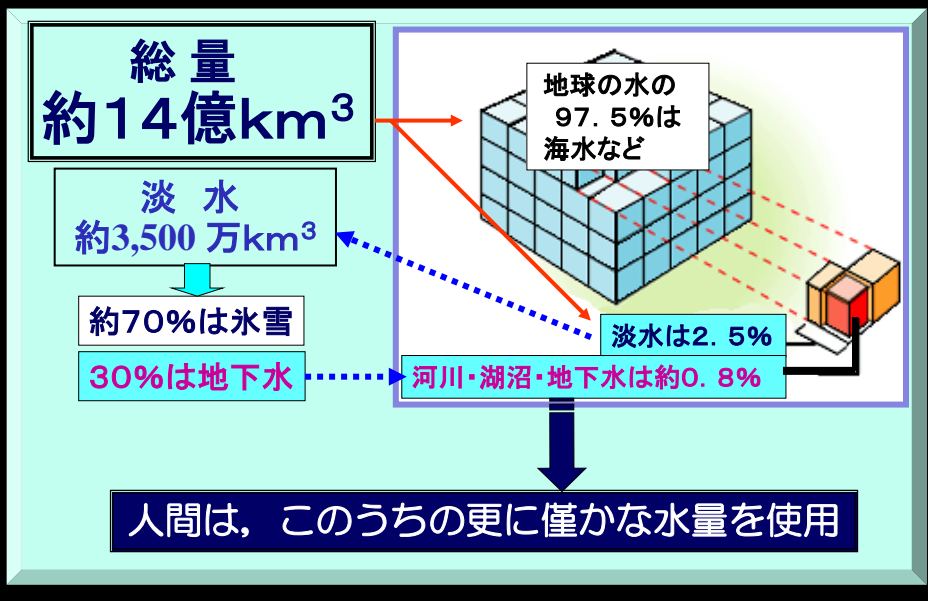 総 量
約14億km³
地球の水の
97.5%は
海水など
淡 水
約3,500 万km³
約70%は氷雪
30%は地下水
淡水は2.5%
河川・湖沼・地下水は約0.8%
人間は，このうちの更に僅かな水量を使用